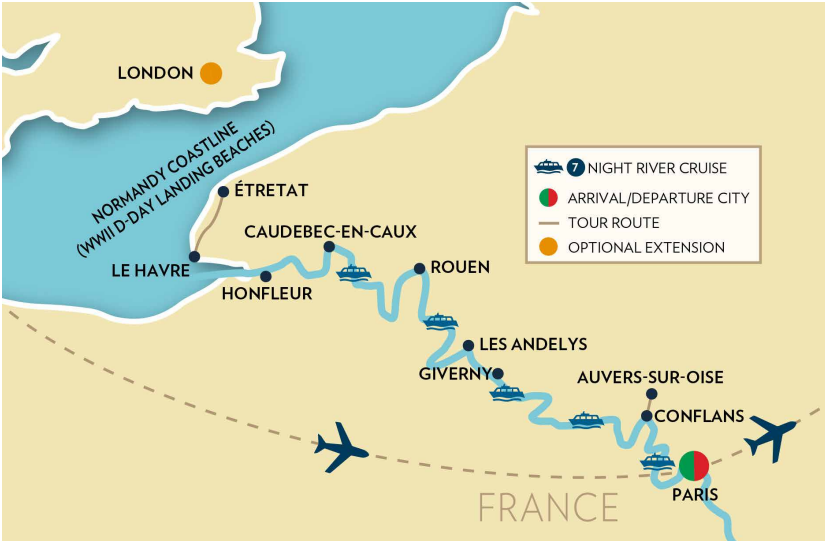 LONDON
NORMANDY COASTLINE
(WWII D-DAY LANDING BEACHES)
ÉTRETAT
7 NIGHT RIVER CRUISE
ARRIVAL/DEPARTURE CITY
TOUR ROUTE
OPTIONAL EXTENSION
CAUDEBEC-EN-CAUX
LE HAVRE
HONFLEUR
ROUEN
LES ANDELYS
GIVERNY
AUVERS-SUR-OISE
CONFLANS
PARIS
FRANCE